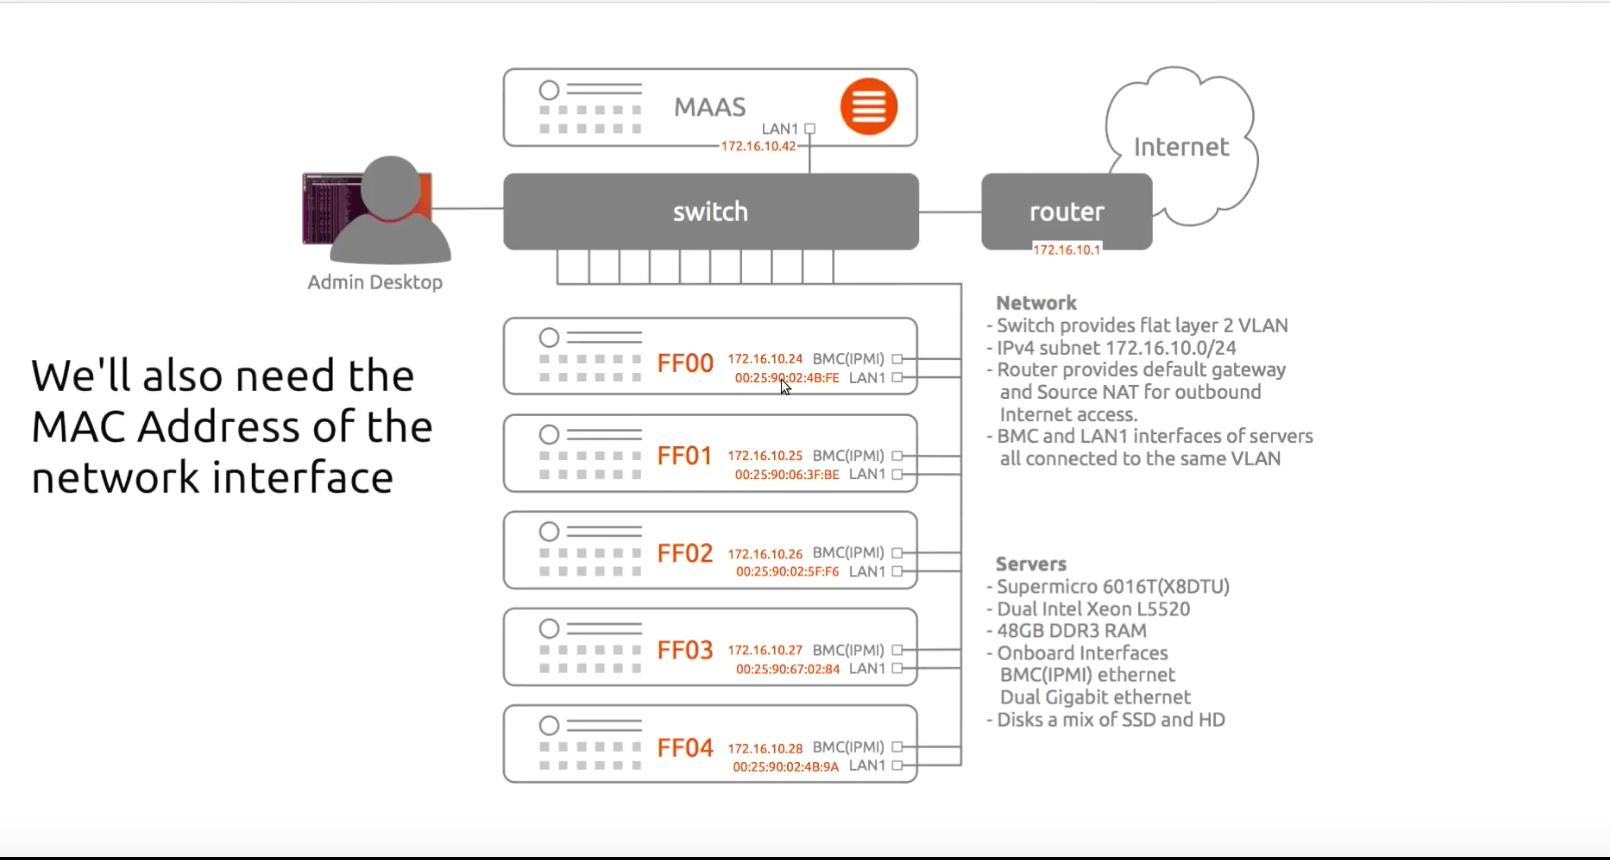 MAAS
LAN1
172.16.10.42
Internet
switch
router
172.16.10.1
Admin Desktop
We'll also need the
MAC Address of the
network interface
FF00 172.16.10.24 BMC(IPMI)
00:25:90:02:4B:FE LAN1
FF01 172.16.10.25 BMC(IPMI)
00:25:90:06:3F:BE LAN1
FF02 172.16.10.26 BMC(IPMI)
00:25:90:02:5F:F6 LAN1
FF03 172.16.10.27 BMC(IPMI)
00:25:90:67:02:84 LAN1
FF04 172.16.10.28 BMC(IPMI)
00:25:90:02:4B:9A LAN1
Network
- Switch provides flat layer 2 VLAN
- IPv4 subnet 172.16.10.0/24
- Router provides default gateway
and Source NAT for outbound
Internet access.
- BMC and LAN1 interfaces of servers
all connected to the same VLAN
Servers
- Supermicro 6016T(X8DTU)
- Dual Intel Xeon L5520
- 48GB DDR3 RAM
- Onboard Interfaces
BMC(IPMI) ethernet
Dual Gigabit ethernet
- Disks a mix of SSD and HD